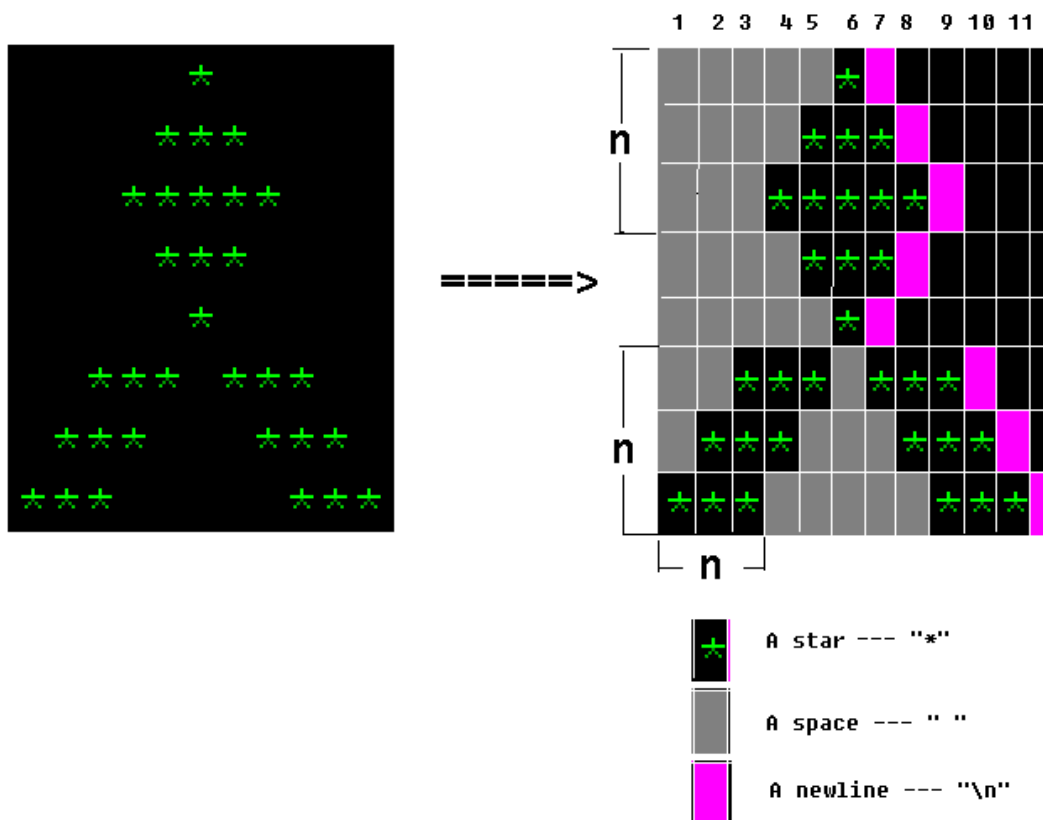 1 2 3 4 5 6 7 8 9 10 11
*
* * *
* * * * *
* * *
*
* * * * * *
* * * * * *
* * * * * *
=====>
n
*
* * *
* * * * *
* * *
*
n
* * * * * *
* * * * * *
* * * * * *
n
* A star --- "*"
A space --- " "
A newline --- "\n"